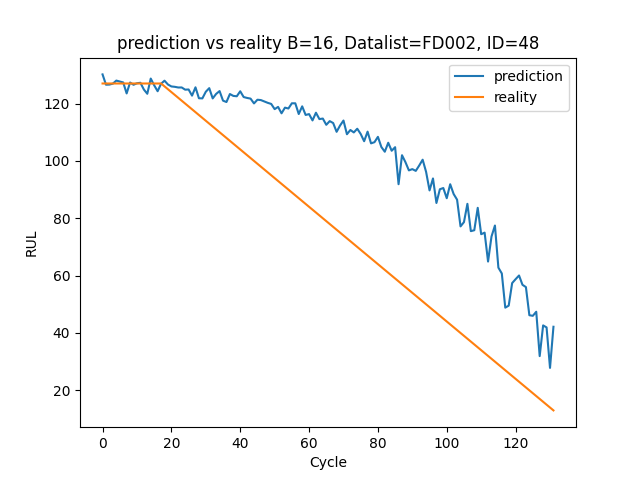 prediction vs reality B=16, Datalist=FD002, ID=48
prediction
reality
120
100
80
60
40
20
RUL
0 20 40 60 80 100 120
Cycle